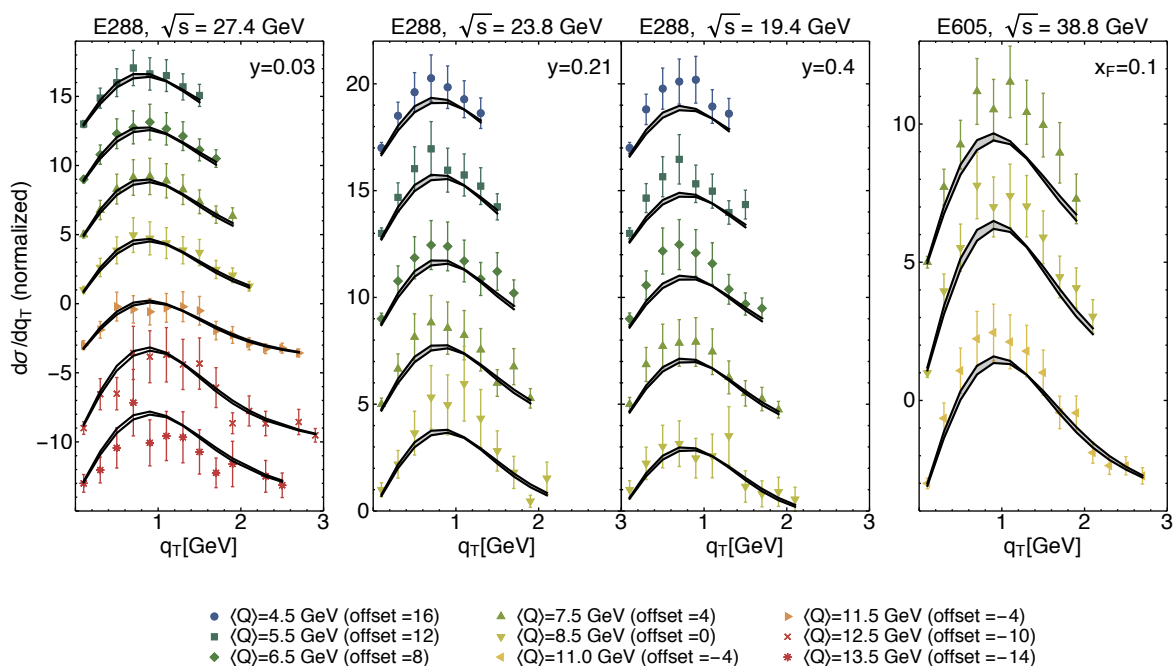 E288, √s = 27.4 GeV
E288, √s = 23.8 GeV
E288, √s = 19.4 GeV
E605, √s = 38.8 GeV
y=0.03
y=0.21
y=0.4
x_F=0.1
dσ/dq_T (normalized)
15
10
5
0
−5
−10
20
15
10
5
0
10
5
0
1
2
3
1
2
3
1
2
3
1
2
3
q_T[GeV]
q_T[GeV]
q_T[GeV]
q_T[GeV]
⟨Q⟩=4.5 GeV (offset =16)
⟨Q⟩=5.5 GeV (offset =12)
⟨Q⟩=6.5 GeV (offset =8)
⟨Q⟩=7.5 GeV (offset =4)
⟨Q⟩=8.5 GeV (offset =0)
⟨Q⟩=11.0 GeV (offset =−4)
⟨Q⟩=11.5 GeV (offset =−4)
⟨Q⟩=12.5 GeV (offset =−10)
⟨Q⟩=13.5 GeV (offset =−14)